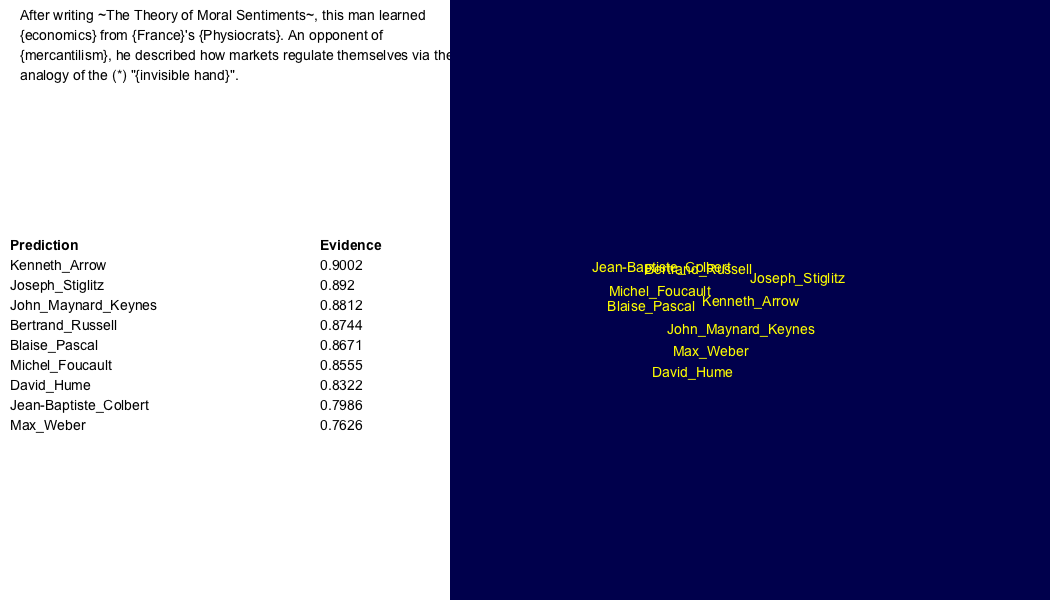 After writing ~The Theory of Moral Sentiments~, this man learned
{economics} from {France}'s {Physiocrats}. An opponent of
{mercantilism}, he described how markets regulate themselves via the
analogy of the (*) "{invisible hand}".
Prediction Evidence
Kenneth_Arrow 0.9002
Joseph_Stiglitz 0.892
John_Maynard_Keynes 0.8812
Bertrand_Russell 0.8744
Blaise_Pascal 0.8671
Michel_Foucault 0.8555
David_Hume 0.8322
Jean-Baptiste_Colbert 0.7986
Max_Weber 0.7626
Jean-Baptiste_Colbert
Bertrand_Russell
Joseph_Stiglitz
Michel_Foucault
Kenneth_Arrow
Blaise_Pascal
John_Maynard_Keynes
Max_Weber
David_Hume